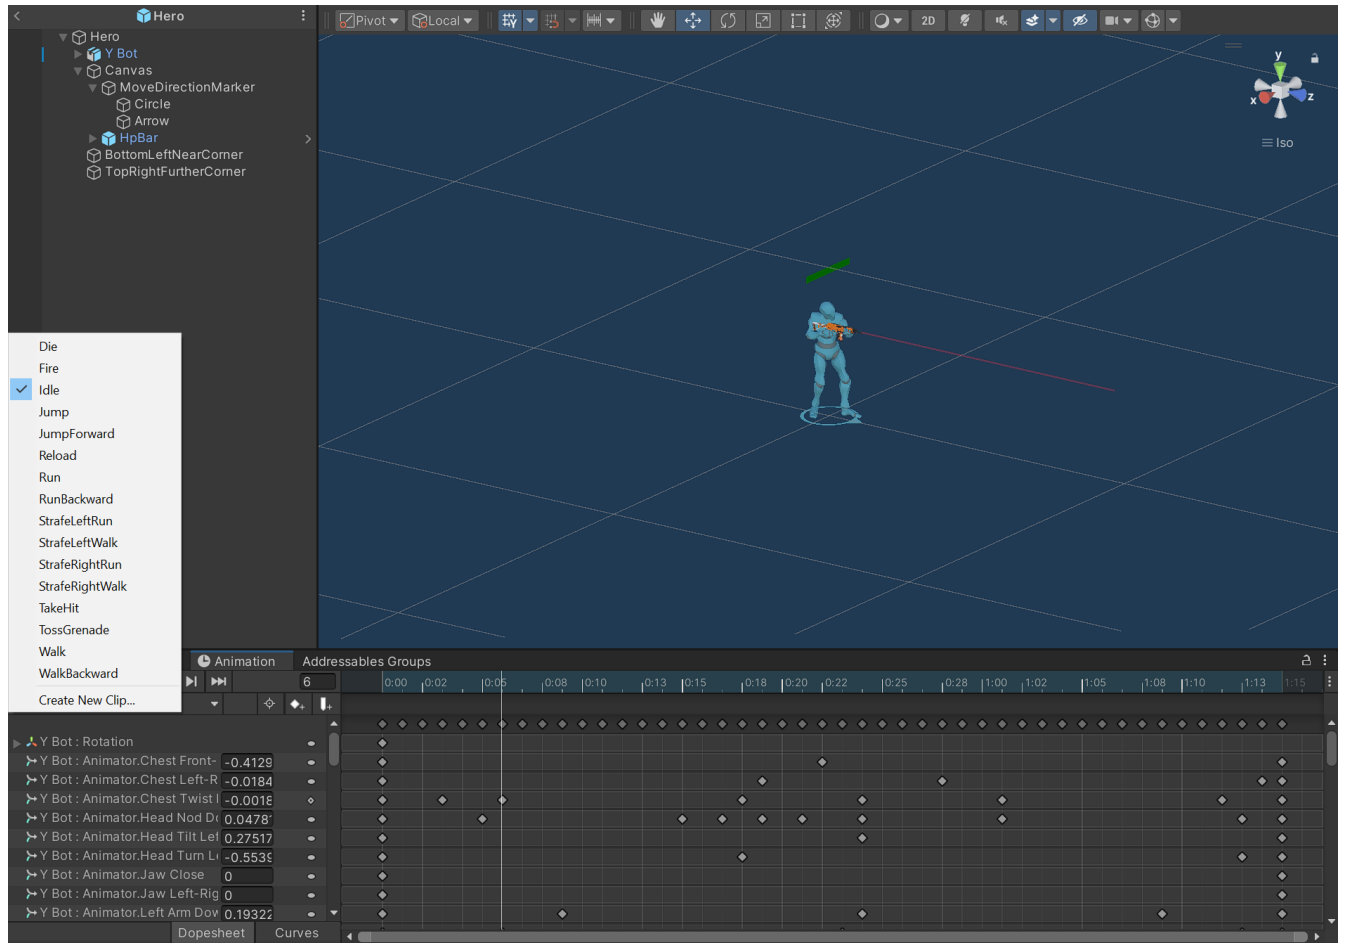 Hero
Pivot
Local
2D
Hero
Y Bot
Canvas
MoveDirectionMarker
Circle
Arrow
HpBar
BottomLeftNearCorner
TopRightFurtherCorner
y
x
z
Iso
Die
Fire
Idle
Jump
JumpForward
Reload
Run
RunBackward
StrafeLeftRun
StrafeLeftWalk
StrafeRightRun
StrafeRightWalk
TakeHit
TossGrenade
Walk
WalkBackward
Create New Clip...
Animation
Addressables Groups
6
0:00 0:02 0:05 0:08 0:10 0:13 0:15 0:18 0:20 0:22 0:25 0:28 1:00 1:02 1:05 1:08 1:10 1:13 1:15
Y Bot : Rotation
Y Bot : Animator.Chest Front- -0.4129
Y Bot : Animator.Chest Left-R -0.0184
Y Bot : Animator.Chest Twist -0.0018
Y Bot : Animator.Head Nod Do 0.0478
Y Bot : Animator.Head Tilt Lef 0.27517
Y Bot : Animator.Head Turn L -0.5539
Y Bot : Animator.Jaw Close 0
Y Bot : Animator.Jaw Left-Rig 0
Y Bot : Animator.Left Arm Dov 0.19322
Dopesheet
Curves